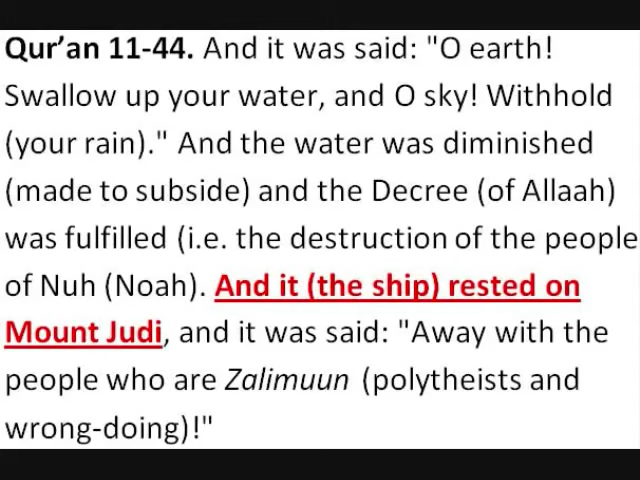 Qur’an 11-44. And it was said: "O earth!
Swallow up your water, and O sky! Withhold
(your rain)." And the water was diminished
(made to subside) and the Decree (of Allaah)
was fulfilled (i.e. the destruction of the people
of Nuh (Noah). And it (the ship) rested on
Mount Judi, and it was said: "Away with the
people who are Zalimuun (polytheists and
wrong-doing)!"